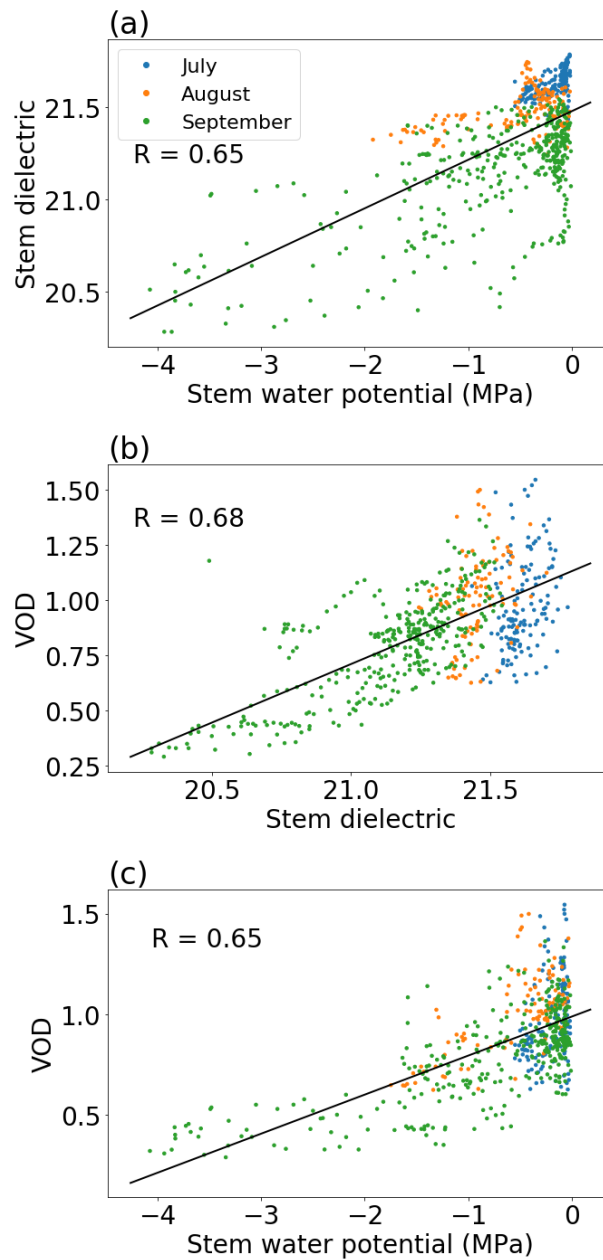 (a)
July
August
September
R = 0.65
21.5
21.0
20.5
Stem dielectric
−4 −3 −2 −1 0
Stem water potential (MPa)
(b)
R = 0.68
1.50
1.25
1.00
0.75
0.50
0.25
VOD
20.5 21.0 21.5
Stem dielectric
(c)
R = 0.65
1.5
1.0
0.5
VOD
−4 −3 −2 −1 0
Stem water potential (MPa)